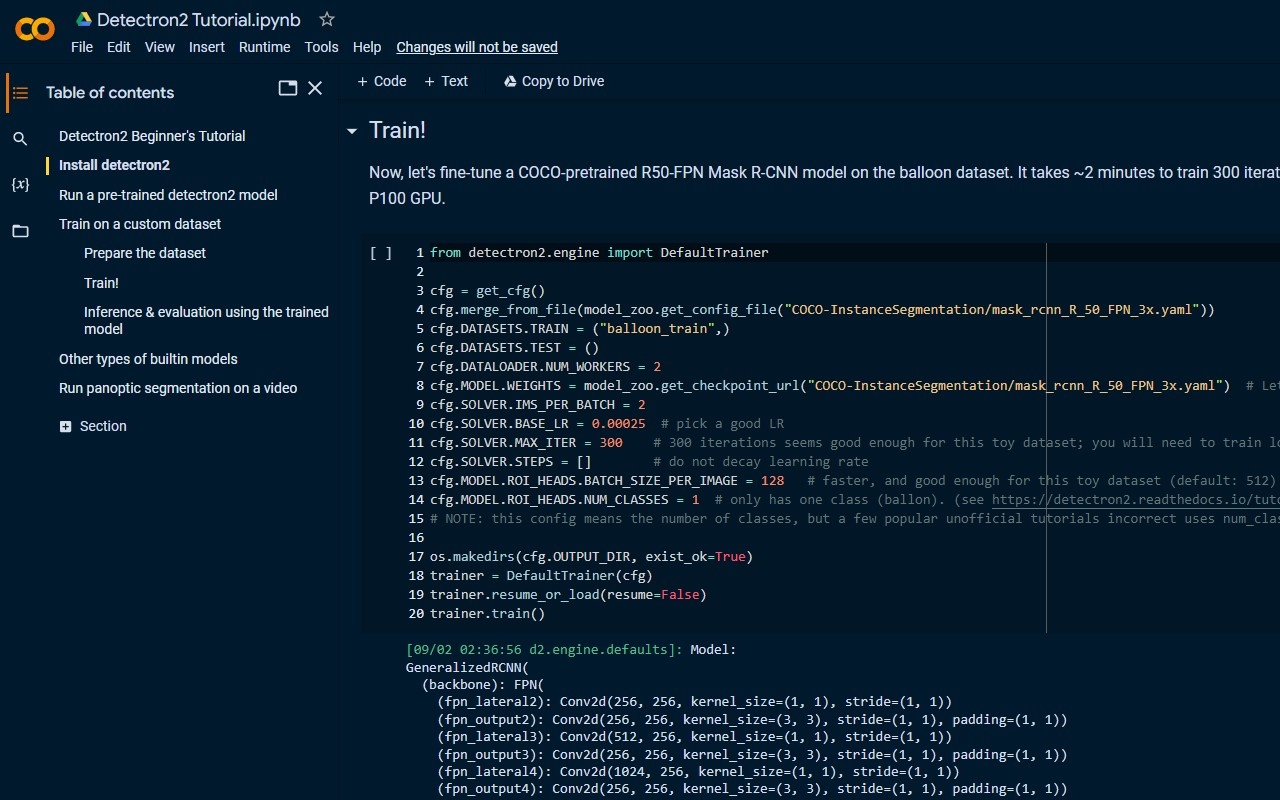 Detectron2 Tutorial.ipynb
File Edit View Insert Runtime Tools Help Changes will not be saved
Table of contents
Detectron2 Beginner's Tutorial
Install detectron2
Run a pre-trained detectron2 model
Train on a custom dataset
Prepare the dataset
Train!
Inference & evaluation using the trained
model
Other types of builtin models
Run panoptic segmentation on a video
Section
{x}
+ Code + Text Copy to Drive
Train!
Now, let's fine-tune a COCO-pretrained R50-FPN Mask R-CNN model on the balloon dataset. It takes ~2 minutes to train 300 iterat
P100 GPU.
[ ] 1 from detectron2.engine import DefaultTrainer
2
3 cfg = get_cfg()
4 cfg.merge_from_file(model_zoo.get_config_file("COCO-InstanceSegmentation/mask_rcnn_R_50_FPN_3x.yaml"))
5 cfg.DATASETS.TRAIN = ("balloon_train",)
6 cfg.DATASETS.TEST = ()
7 cfg.DATALOADER.NUM_WORKERS = 2
8 cfg.MODEL.WEIGHTS = model_zoo.get_checkpoint_url("COCO-InstanceSegmentation/mask_rcnn_R_50_FPN_3x.yaml")  # Let
9 cfg.SOLVER.IMS_PER_BATCH = 2
10 cfg.SOLVER.BASE_LR = 0.00025  # pick a good LR
11 cfg.SOLVER.MAX_ITER = 300    # 300 iterations seems good enough for this toy dataset; you will need to train lo
12 cfg.SOLVER.STEPS = []        # do not decay learning rate
13 cfg.MODEL.ROI_HEADS.BATCH_SIZE_PER_IMAGE = 128   # faster, and good enough for this toy dataset (default: 512)
14 cfg.MODEL.ROI_HEADS.NUM_CLASSES = 1  # only has one class (ballon). (see https://detectron2.readthedocs.io/tuto
15 # NOTE: this config means the number of classes, but a few popular unofficial tutorials incorrect uses num_clas
16
17 os.makedirs(cfg.OUTPUT_DIR, exist_ok=True)
18 trainer = DefaultTrainer(cfg)
19 trainer.resume_or_load(resume=False)
20 trainer.train()
[09/02 02:36:56 d2.engine.defaults]: Model:
GeneralizedRCNN(
(backbone): FPN(
(fpn_lateral2): Conv2d(256, 256, kernel_size=(1, 1), stride=(1, 1))
(fpn_output2): Conv2d(256, 256, kernel_size=(3, 3), stride=(1, 1), padding=(1, 1))
(fpn_lateral3): Conv2d(512, 256, kernel_size=(1, 1), stride=(1, 1))
(fpn_output3): Conv2d(256, 256, kernel_size=(3, 3), stride=(1, 1), padding=(1, 1))
(fpn_lateral4): Conv2d(1024, 256, kernel_size=(1, 1), stride=(1, 1))
(fpn_output4): Conv2d(256, 256, kernel_size=(3, 3), stride=(1, 1), padding=(1, 1))